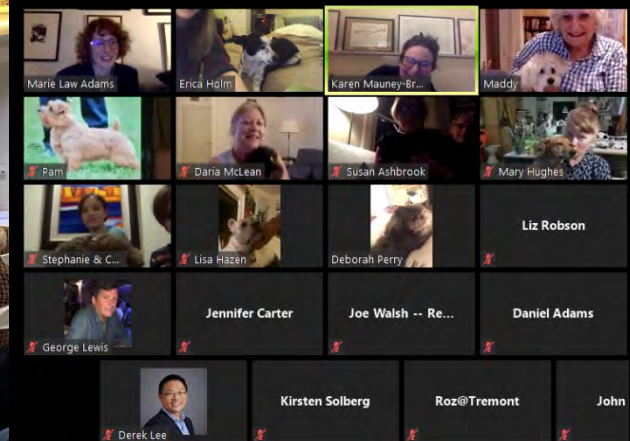 Marie Law Adams
Erica Holm
Karen Mauney-Br...
Maddy
Pam
Daria McLean
Susan Ashbrook
Mary Hughes
Stephanie & C...
Lisa Hazen
Deborah Perry
Liz Robson
George Lewis
Jennifer Carter
Joe Walsh -- Re...
Daniel Adams
Derek Lee
Kirsten Solberg
Roz@Tremont
John